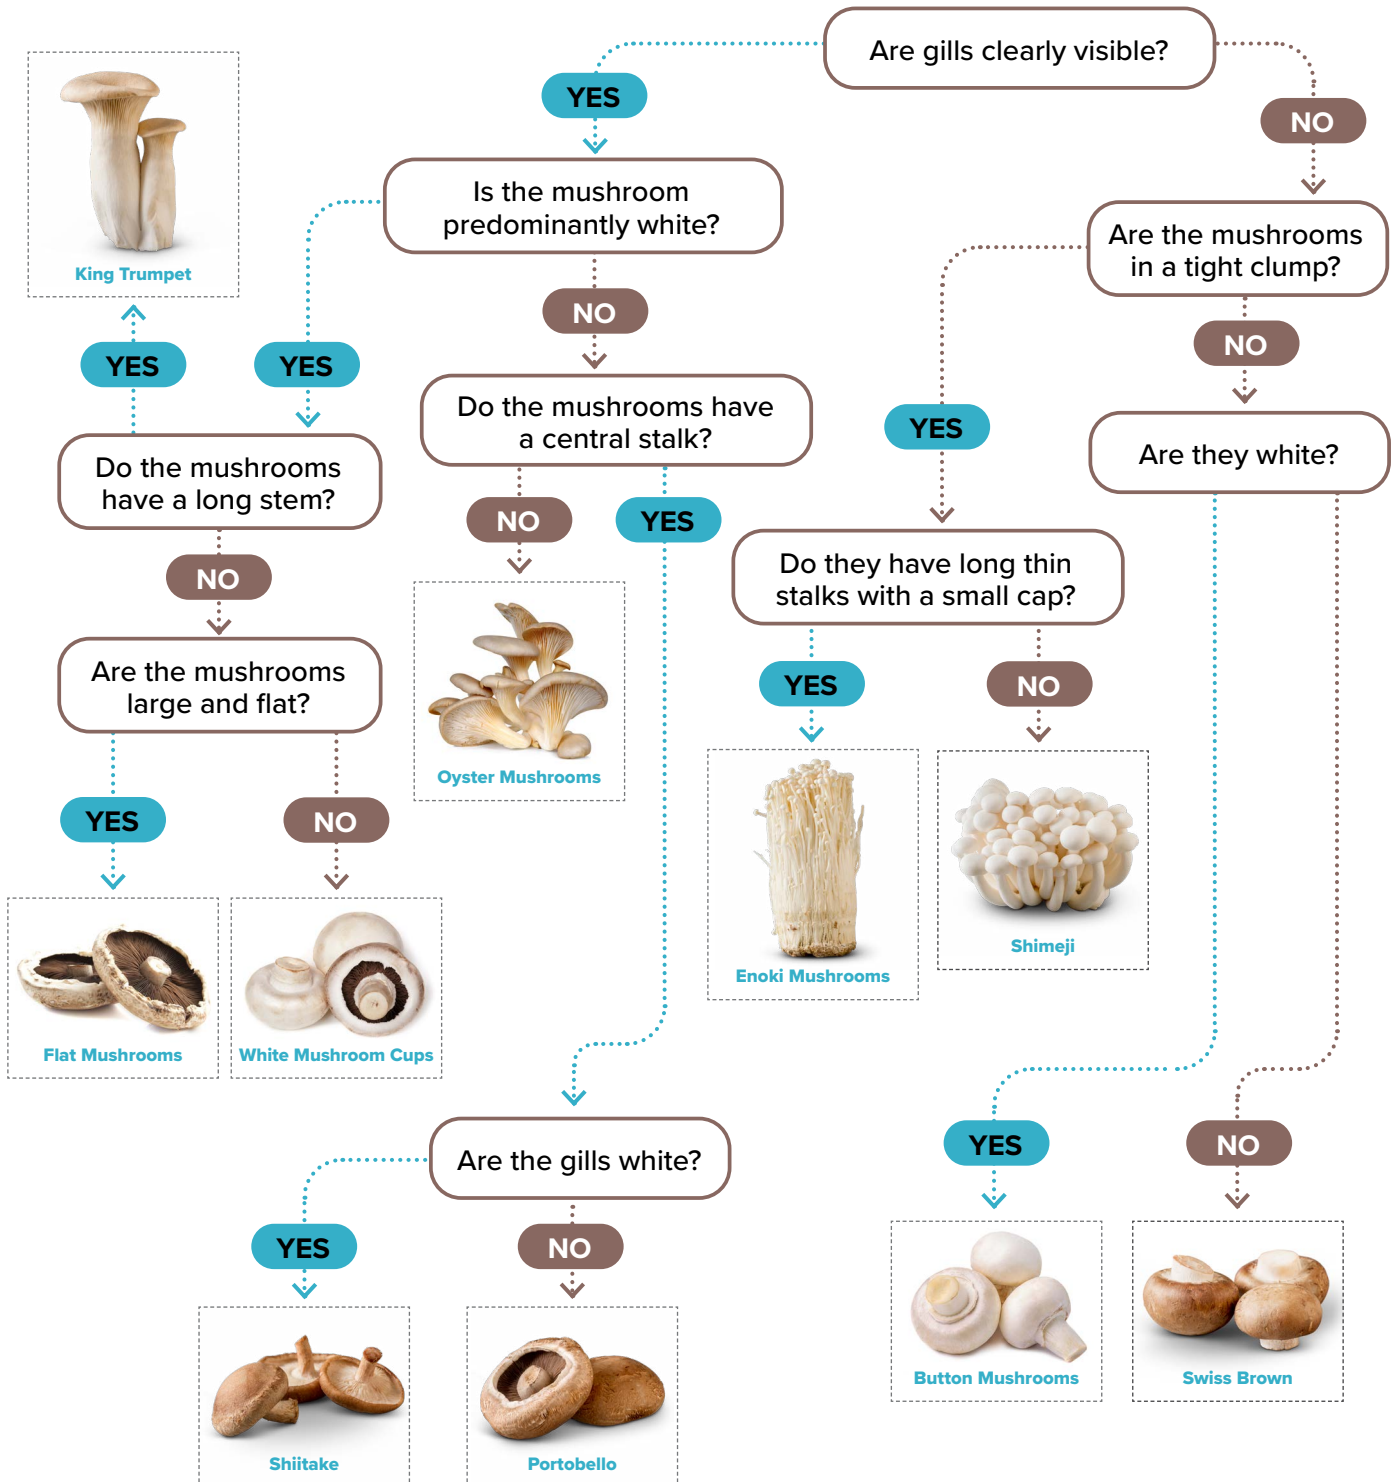 Are gills clearly visible?
YES
NO
Is the mushroom
predominantly white?
Are the mushrooms
in a tight clump?
King Trumpet
NO
NO
YES
YES
Do the mushrooms have
a central stalk?
YES
Are they white?
Do the mushrooms
have a long stem?
NO
YES
Do they have long thin
stalks with a small cap?
NO
Are the mushrooms
large and flat?
YES
NO
Oyster Mushrooms
YES
NO
Shimeji
Enoki Mushrooms
Flat Mushrooms
White Mushroom Cups
Are the gills white?
YES
NO
YES
NO
Button Mushrooms
Swiss Brown
Shiitake
Portobello